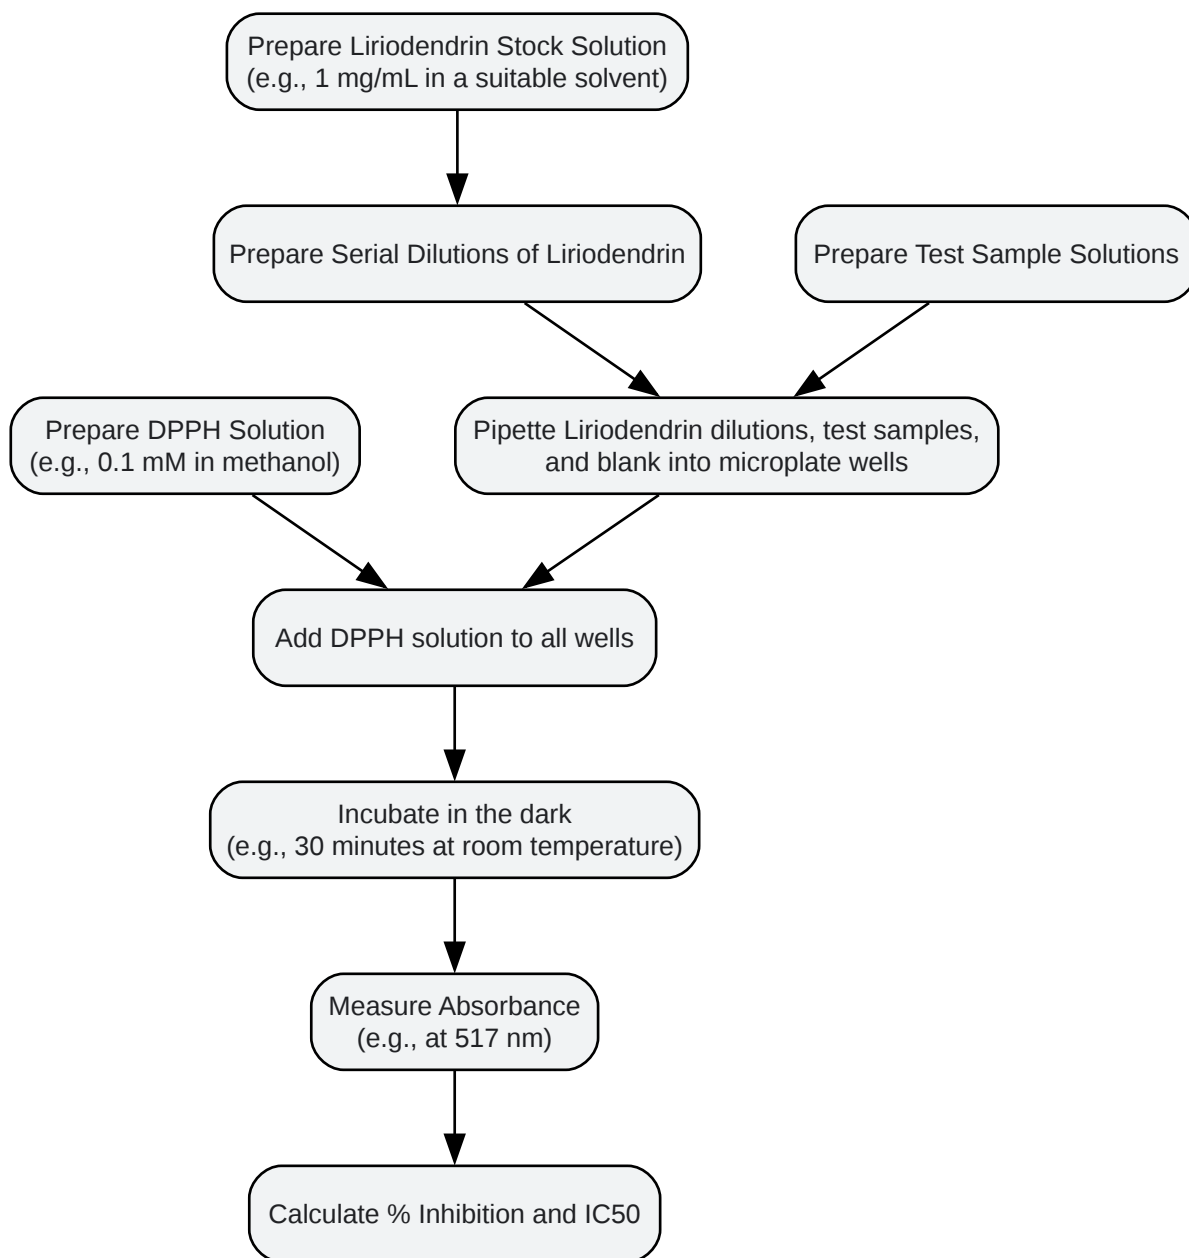 Prepare Liriodendrin Stock Solution
(e.g., 1 mg/mL in a suitable solvent)
Prepare Serial Dilutions of Liriodendrin
Prepare Test Sample Solutions
Prepare DPPH Solution
(e.g., 0.1 mM in methanol)
Pipette Liriodendrin dilutions, test samples,
and blank into microplate wells
Add DPPH solution to all wells
Incubate in the dark
(e.g., 30 minutes at room temperature)
Measure Absorbance
(e.g., at 517 nm)
Calculate % Inhibition and IC50